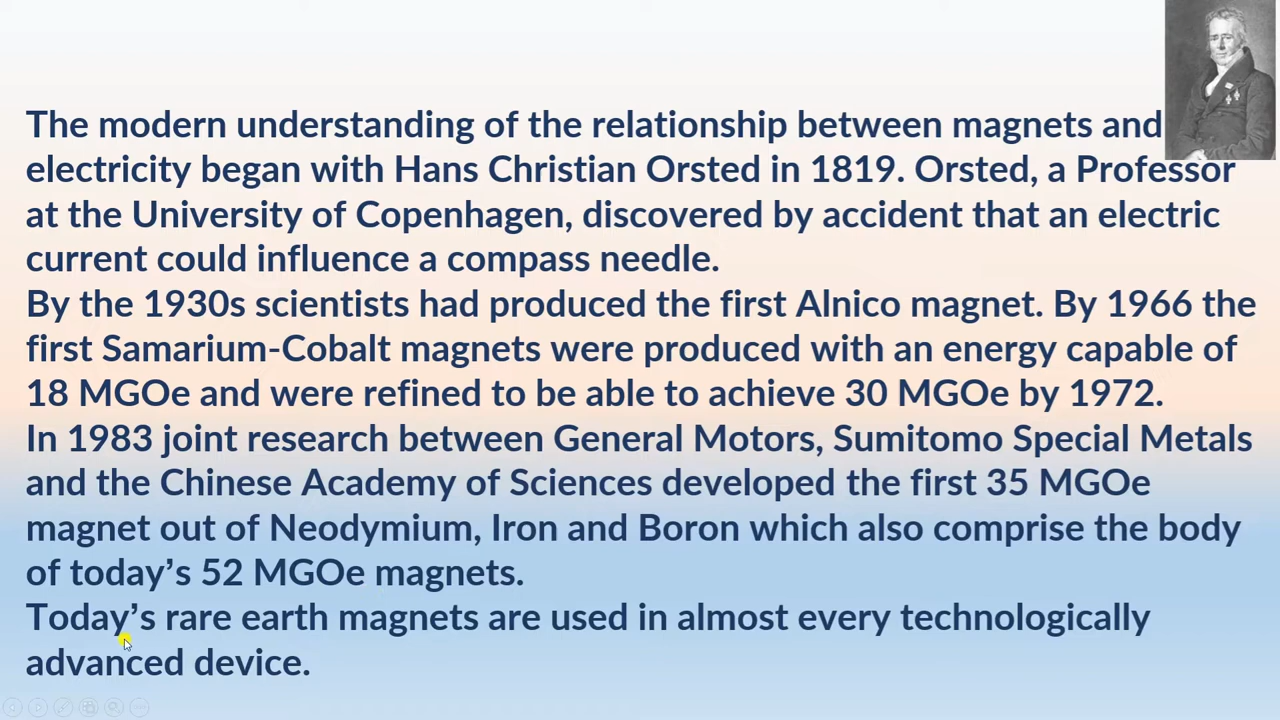 The modern understanding of the relationship between magnets and
electricity began with Hans Christian Orsted in 1819. Orsted, a Professor
at the University of Copenhagen, discovered by accident that an electric
current could influence a compass needle.
By the 1930s scientists had produced the first Alnico magnet. By 1966 the
first Samarium-Cobalt magnets were produced with an energy capable of
18 MGOe and were refined to be able to achieve 30 MGOe by 1972.
In 1983 joint research between General Motors, Sumitomo Special Metals
and the Chinese Academy of Sciences developed the first 35 MGOe
magnet out of Neodymium, Iron and Boron which also comprise the body
of today’s 52 MGOe magnets.
Today’s rare earth magnets are used in almost every technologically
advanced device.